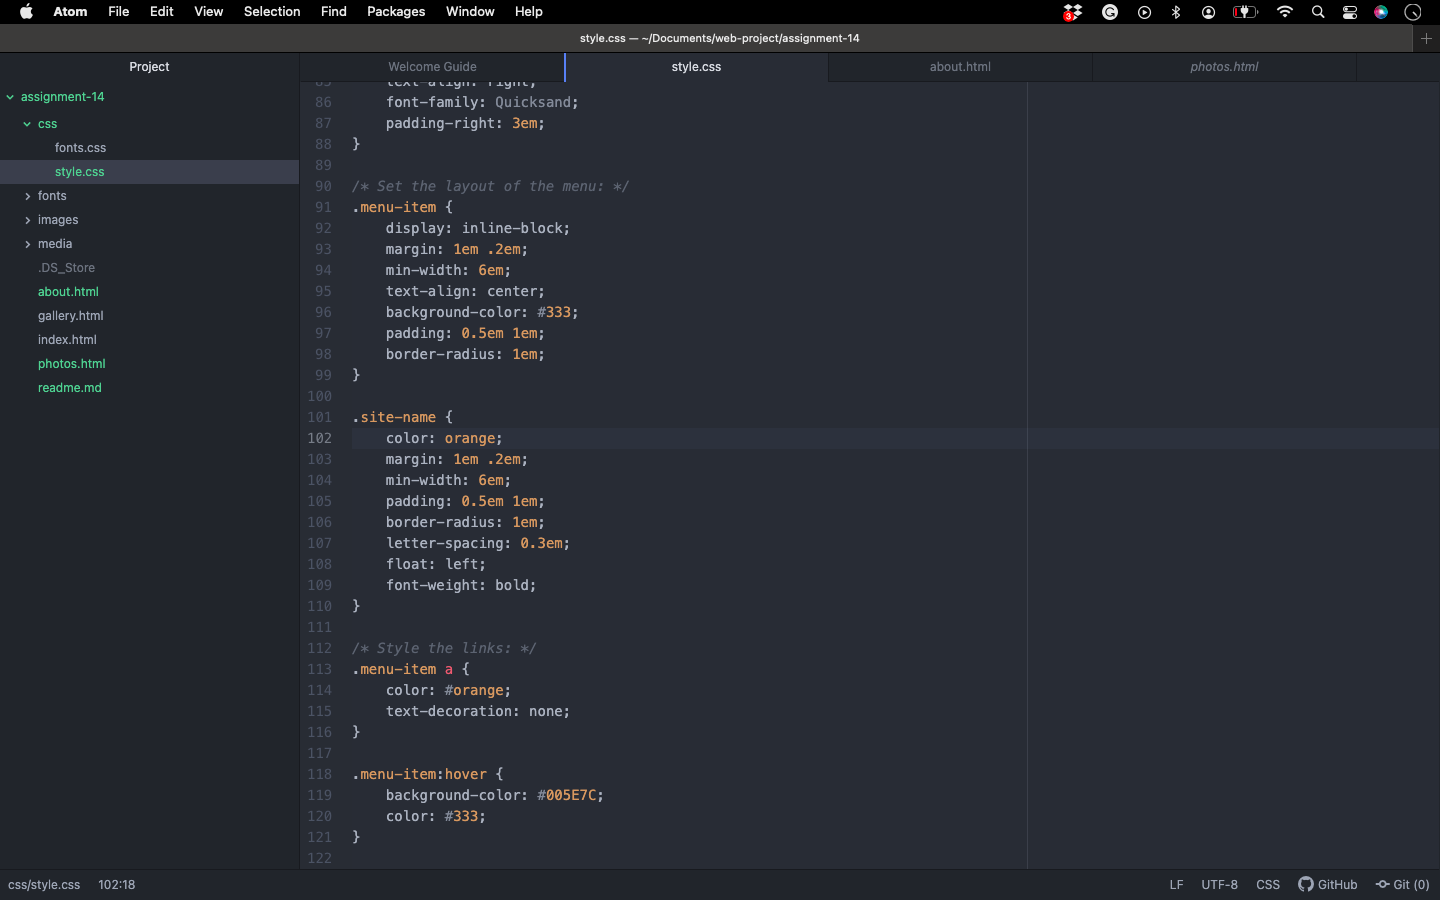 Atom File Edit View Selection Find Packages Window Help
3
style.css — ~/Documents/web-project/assignment-14
Project
Welcome Guide
style.css
about.html
photos.html
assignment-14
css
fonts.css
style.css
fonts
images
media
.DS_Store
about.html
gallery.html
index.html
photos.html
readme.md
85 text-align: right;
86 font-family: Quicksand;
87 padding-right: 3em;
88 }
89
90 /* Set the layout of the menu: */
91 .menu-item {
92 display: inline-block;
93 margin: 1em .2em;
94 min-width: 6em;
95 text-align: center;
96 background-color: #333;
97 padding: 0.5em 1em;
98 border-radius: 1em;
99 }
100
101 .site-name {
102 color: orange;
103 margin: 1em .2em;
104 min-width: 6em;
105 padding: 0.5em 1em;
106 border-radius: 1em;
107 letter-spacing: 0.3em;
108 float: left;
109 font-weight: bold;
110 }
111
112 /* Style the links: */
113 .menu-item a {
114 color: #orange;
115 text-decoration: none;
116 }
117
118 .menu-item:hover {
119 background-color: #005E7C;
120 color: #333;
121 }
122
css/style.css 102:18
LF UTF-8 CSS GitHub Git (0)